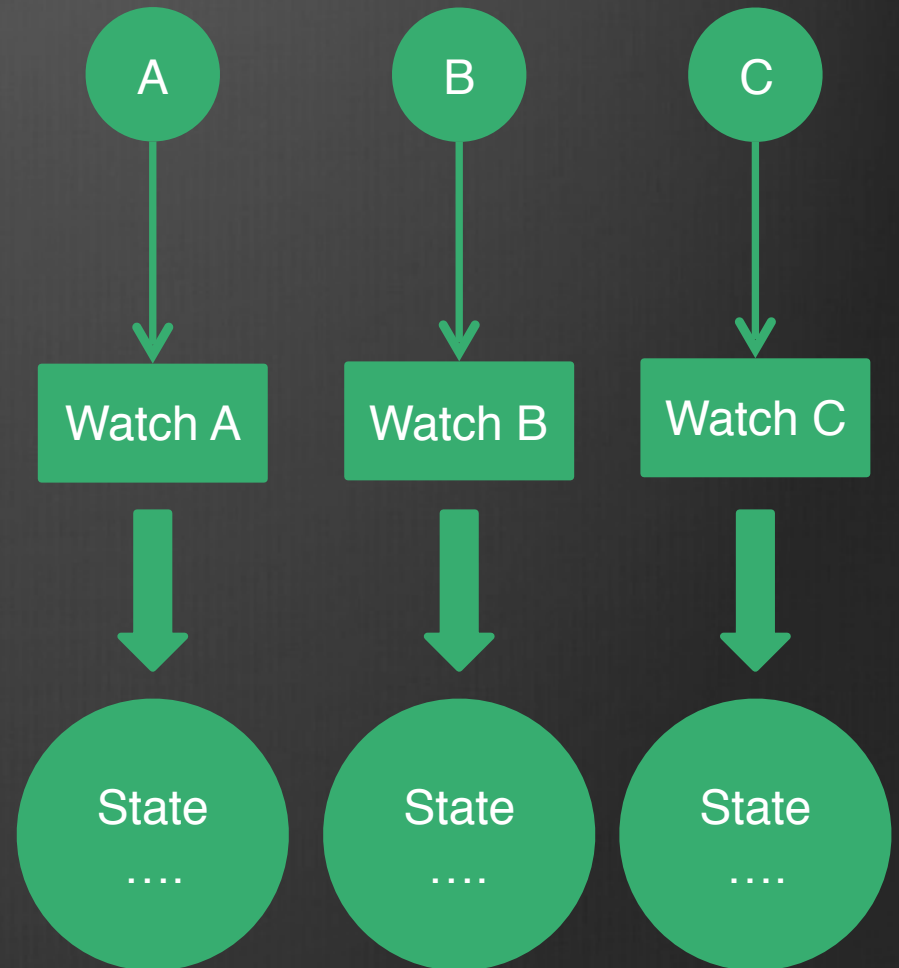 A
B
C
Watch A
Watch B
Watch C
State
....
State
....
State
....